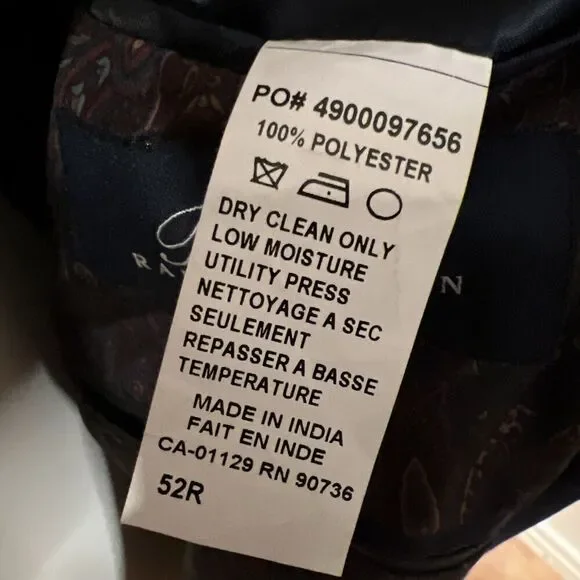 PO# 4900097656
100% POLYESTER
DRY CLEAN ONLY
LOW MOISTURE
UTILITY PRESS
NETTOYAGE A SEC
SEULEMENT
REPASSER A BASSE
TEMPERATURE
MADE IN INDIA
FAIT EN INDE
CA-01129 RN 90736
52R